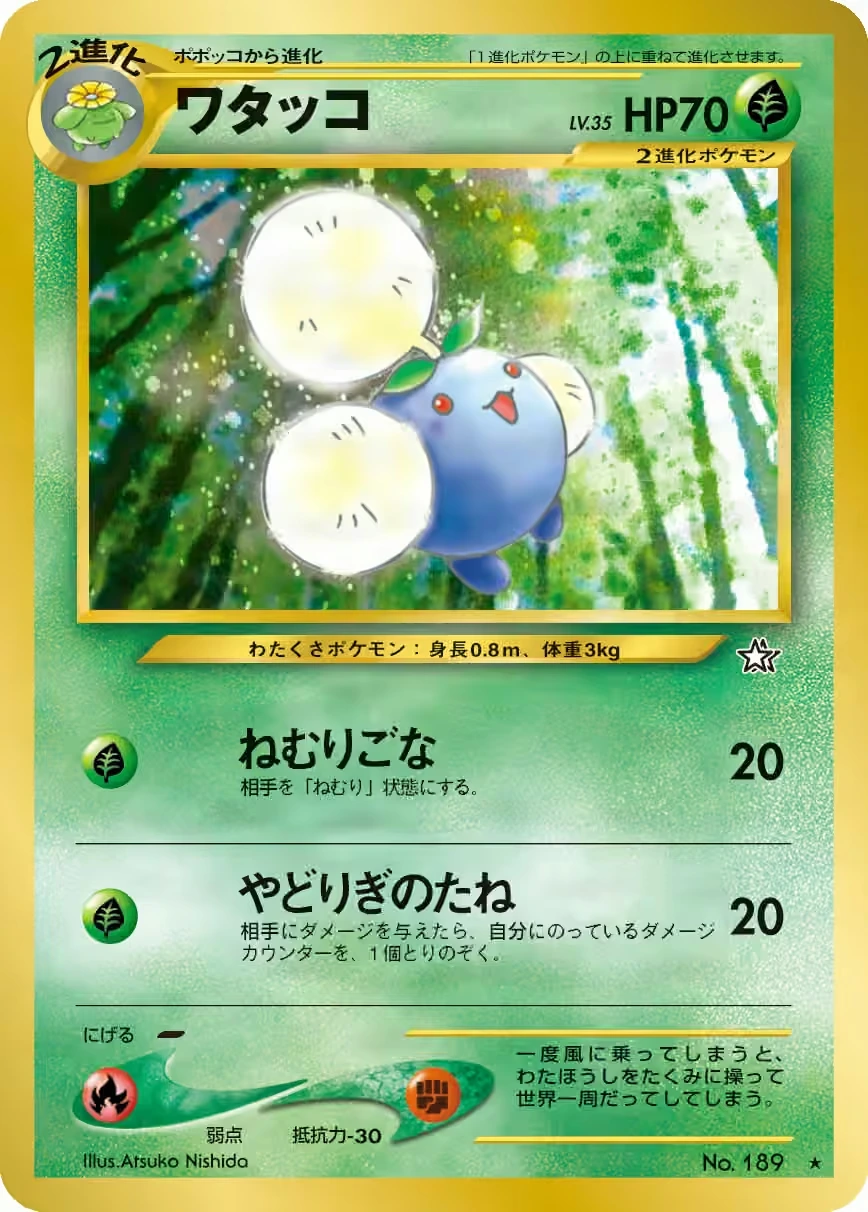 2進化
ポポッコから進化
「1進化ポケモン」の上に重ねて進化させます。
ワタッコ
LV.35 HP70
2進化ポケモン
わたくさポケモン：身長0.8m、体重3kg
ねむりごな 20
相手を「ねむり」状態にする。
やどりぎのたね 20
相手にダメージを与えたら、自分にのっているダメージ
カウンターを、1個とりのぞく。
にげる
一度風に乗ってしまうと、
わたほうしをたくみに操って
世界一周だってしてしまう。
弱点 抵抗力-30
Illus.Atsuko Nishida
No. 189 ★